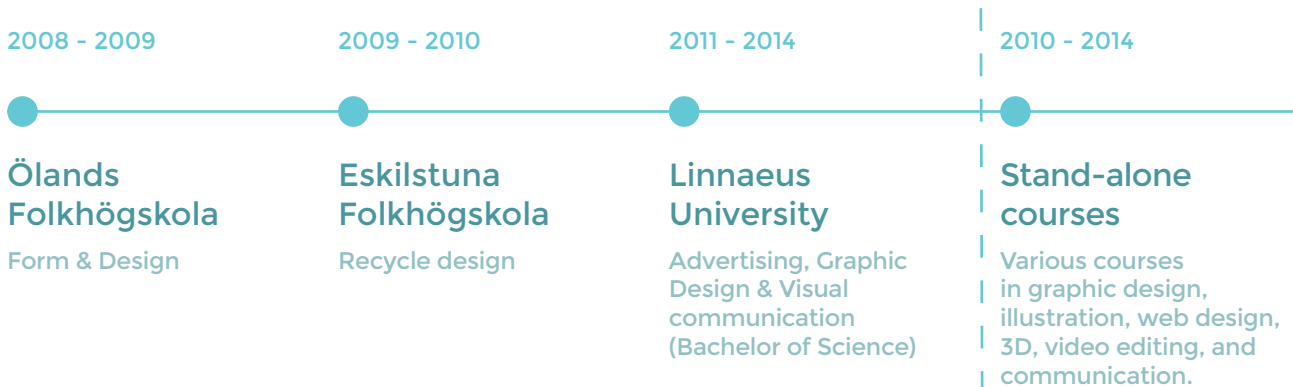 2008 - 2009
Ölands
Folkhögskola
Form & Design
2009 - 2010
Eskilstuna
Folkhögskola
Recycle design
2011 - 2014
Linnaeus
University
Advertising, Graphic
Design & Visual
communication
(Bachelor of Science)
2010 - 2014
Stand-alone
courses
Various courses
in graphic design,
illustration, web design,
3D, video editing, and
communication.